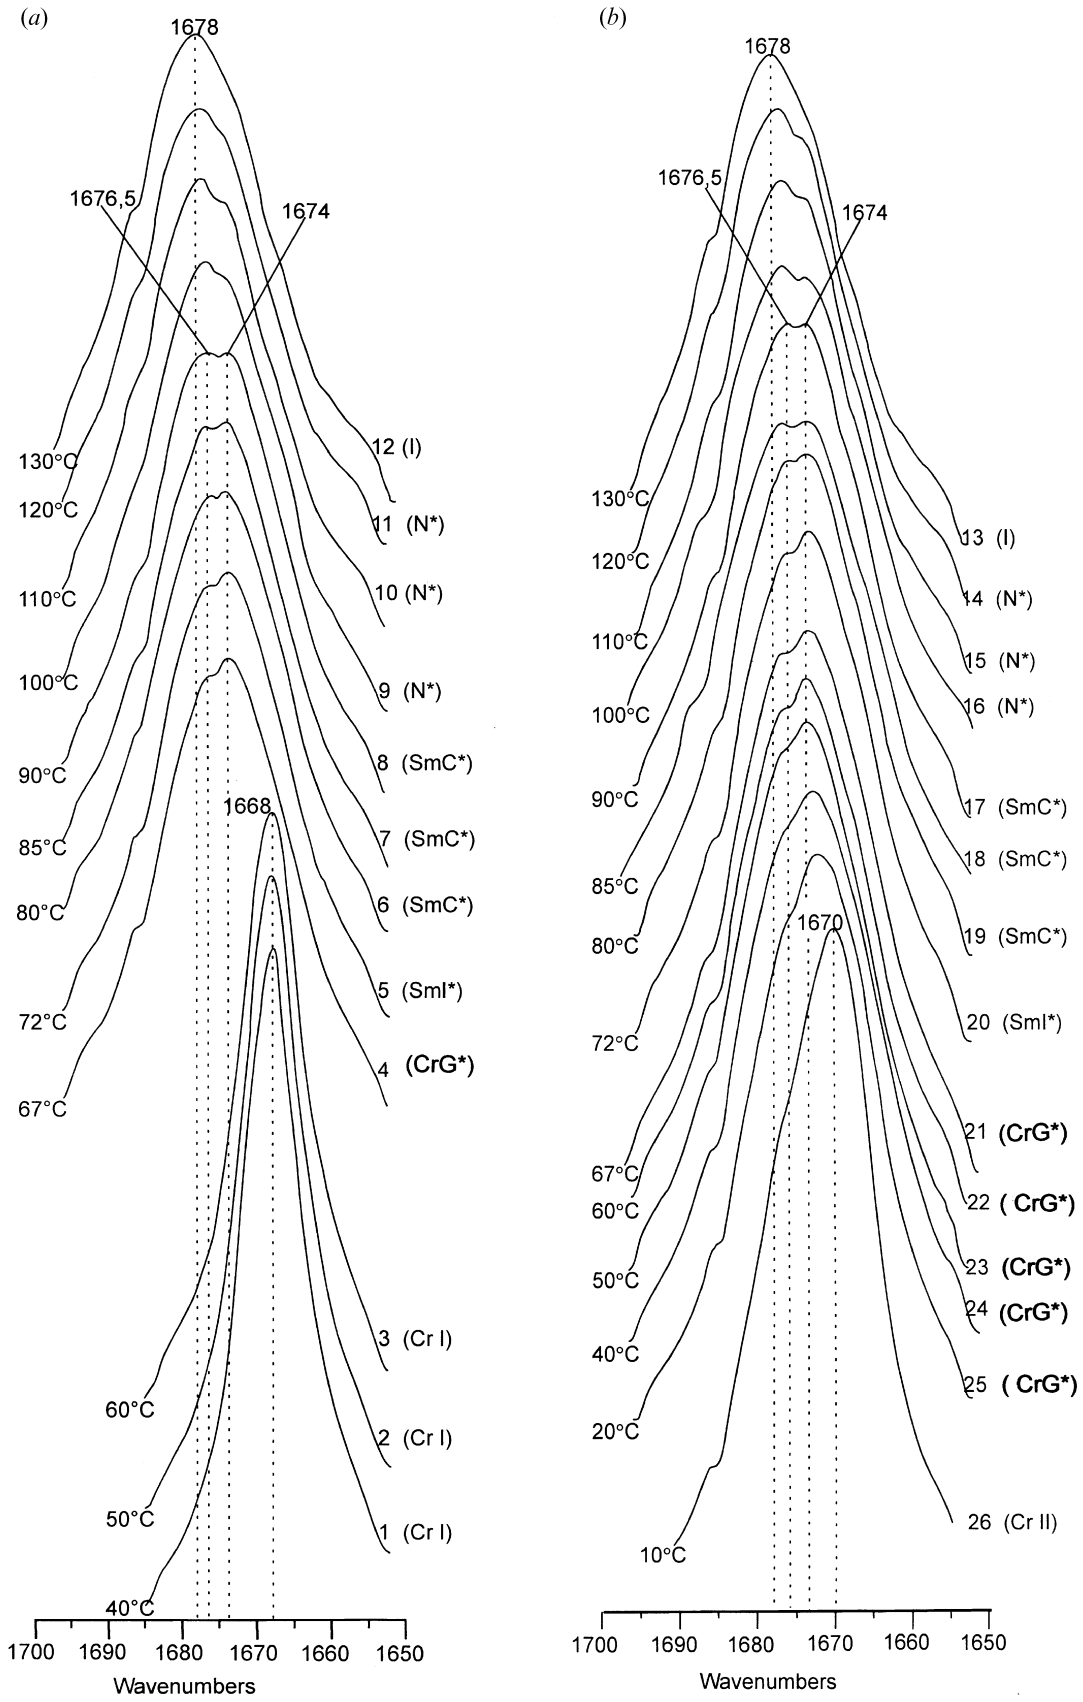 (a)
1678
1676,5
1674
130°C
12 (I)
120°C
11 (N*)
110°C
10 (N*)
100°C
9 (N*)
90°C
8 (SmC*)
85°C
7 (SmC*)
80°C
6 (SmC*)
72°C
5 (SmI*)
67°C
4 (CrG*)
1668
60°C
3 (Cr I)
50°C
2 (Cr I)
40°C
1 (Cr I)
1700 1690 1680 1670 1660 1650
Wavenumbers
(b)
1678
1676,5
1674
130°C
13 (I)
120°C
14 (N*)
110°C
15 (N*)
100°C
16 (N*)
90°C
17 (SmC*)
85°C
18 (SmC*)
80°C
19 (SmC*)
72°C
20 (SmI*)
67°C
21 (CrG*)
60°C
22 ( CrG*)
50°C
23 (CrG*)
40°C
24 (CrG*)
20°C
25 ( CrG*)
1670
10°C
26 (Cr II)
1700 1690 1680 1670 1660 1650
Wavenumbers